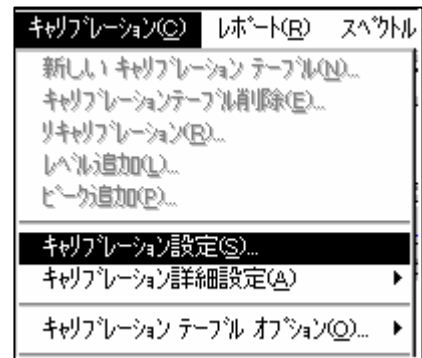 キャリブレーション(C) レポート(R) スペクトル
新しい キャリブレーション テーブル(N)...
キャリブレーションテーブル削除(E)...
リキャリブレーション(R)...
レベル追加(L)...
ピーク追加(P)...
キャリブレーション設定(S)...
キャリブレーション詳細設定(A)
キャリブレーション テーブル オプション(O)...